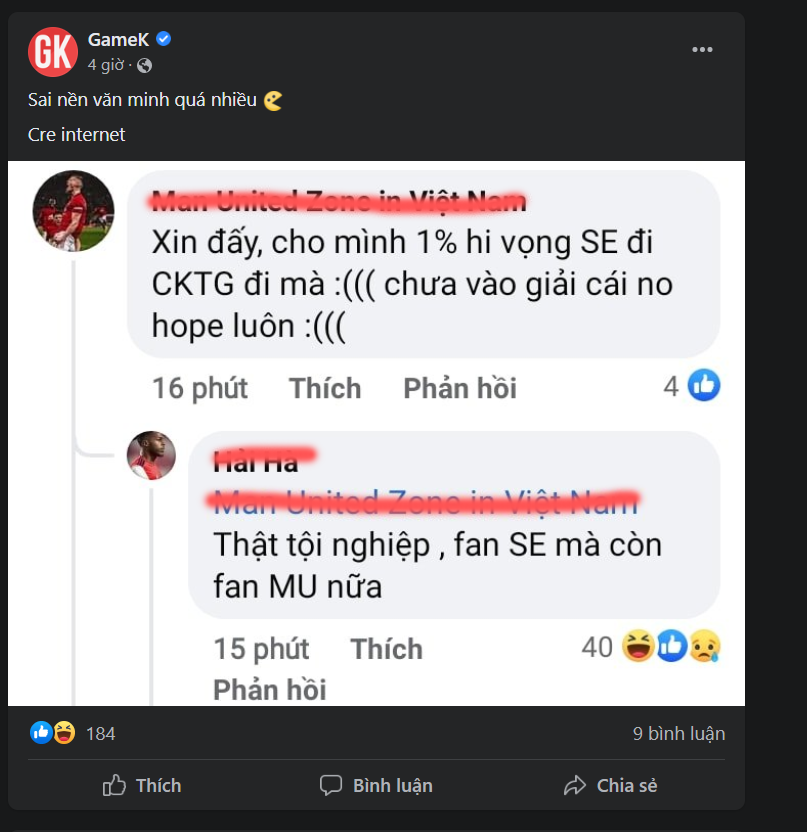 GK
GameK
4 giờ ·
Sai nền văn minh quá nhiều
Cre internet
Man United Zone in Việt Nam
Xin đấy, cho mình 1% hi vọng SE đi
CKTG đi mà :((( chưa vào giải cái no
hope luôn :(((
16 phút Thích Phản hồi 4
Hải Hà
Man United Zone in Việt Nam
Thật tội nghiệp , fan SE mà còn
fan MU nữa
15 phút Thích 40
Phản hồi
184 9 bình luận
Thích Bình luận Chia sẻ